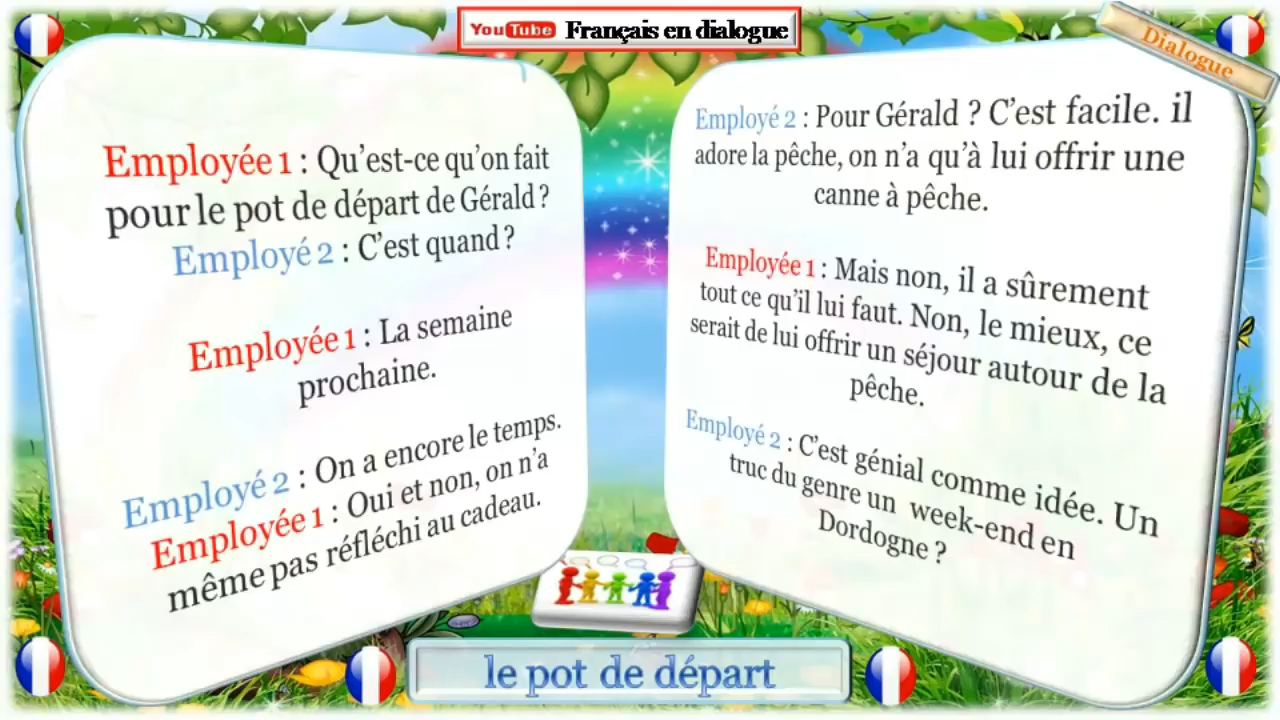 YouTube Français en dialogue
Dialogue
Employée 1 : Qu’est-ce qu’on fait
pour le pot de départ de Gérald ?
Employé 2 : C’est quand ?
Employée 1 : La semaine
prochaine.
Employé 2 : On a encore le temps.
Employée 1 : Oui et non, on n’a
même pas réfléchi au cadeau.
Employé 2 : Pour Gérald ? C’est facile. il
adore la pêche, on n’a qu’à lui offrir une
canne à pêche.
Employée 1 : Mais non, il a sûrement
tout ce qu’il lui faut. Non, le mieux, ce
serait de lui offrir un séjour autour de la
pêche.
Employé 2 : C’est génial comme idée. Un
truc du genre un week-end en
Dordogne ?
le pot de départ